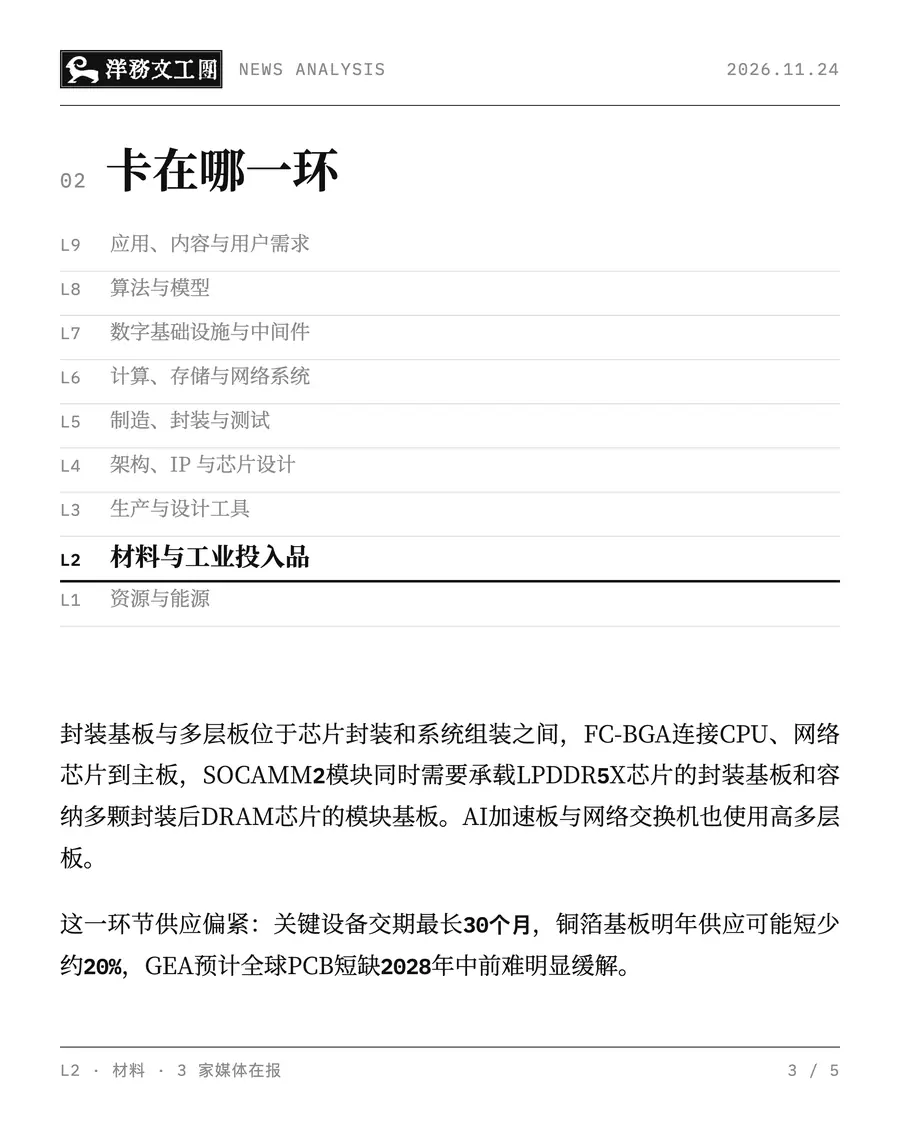 洋務文工團 NEWS ANALYSIS 2026.11.24
02 卡在哪一环
L9 应用、内容与用户需求
L8 算法与模型
L7 数字基础设施与中间件
L6 计算、存储与网络系统
L5 制造、封装与测试
L4 架构、IP 与芯片设计
L3 生产与设计工具
L2 材料与工业投入品
L1 资源与能源
封装基板与多层板位于芯片封装和系统组装之间，FC-BGA连接CPU、网络
芯片到主板，SOCAMM2模块同时需要承载LPDDR5X芯片的封装基板和容
纳多颗封装后DRAM芯片的模块基板。AI加速板与网络交换机也使用高多层
板。
这一环节供应偏紧：关键设备交期最长30个月，铜箔基板明年供应可能短少
约20%，GEA预计全球PCB短缺2028年中前难明显缓解。
L2 · 材料 · 3 家媒体在报 3 / 5